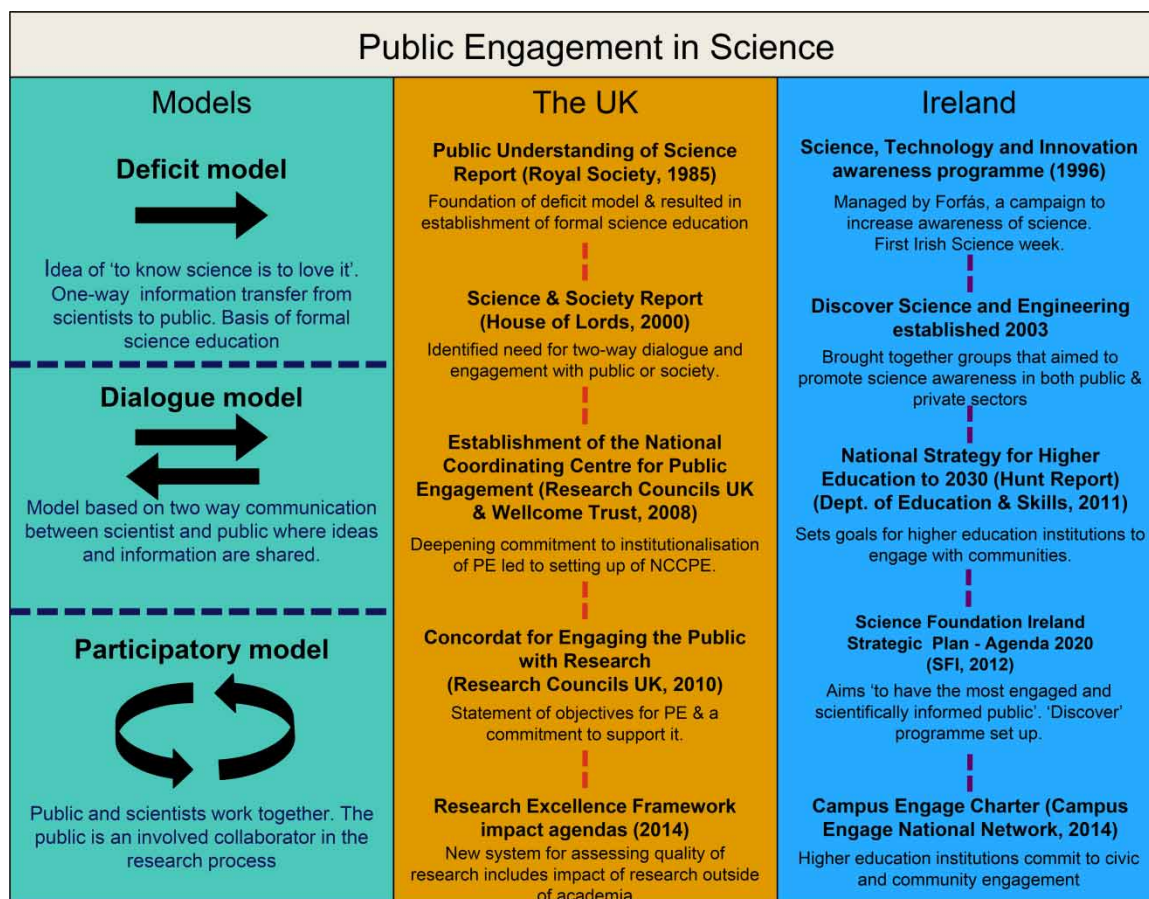 Public Engagement in Science
Models
Deficit model
Idea of ‘to know science is to love it’.
One-way information transfer from
scientists to public. Basis of formal
science education
Dialogue model
Model based on two way communication
between scientist and public where ideas
and information are shared.
Participatory model
Public and scientists work together. The
public is an involved collaborator in the
research process
The UK
Public Understanding of Science
Report (Royal Society, 1985)
Foundation of deficit model & resulted in
establishment of formal science education
Science & Society Report
(House of Lords, 2000)
Identified need for two-way dialogue and
engagement with public or society.
Establishment of the National
Coordinating Centre for Public
Engagement (Research Councils UK
& Wellcome Trust, 2008)
Deepening commitment to institutionalisation
of PE led to setting up of NCCPE.
Concordat for Engaging the Public
with Research
(Research Councils UK, 2010)
Statement of objectives for PE & a
commitment to support it.
Research Excellence Framework
impact agendas (2014)
New system for assessing quality of
research includes impact of research outside
of academia
Ireland
Science, Technology and Innovation
awareness programme (1996)
Managed by Forfás, a campaign to
increase awareness of science.
First Irish Science week.
Discover Science and Engineering
established 2003
Brought together groups that aimed to
promote science awareness in both public &
private sectors
National Strategy for Higher
Education to 2030 (Hunt Report)
(Dept. of Education & Skills, 2011)
Sets goals for higher education institutions to
engage with communities.
Science Foundation Ireland
Strategic Plan - Agenda 2020
(SFI, 2012)
Aims ‘to have the most engaged and
scientifically informed public’. ‘Discover’
programme set up.
Campus Engage Charter (Campus
Engage National Network, 2014)
Higher education institutions commit to civic
and community engagement